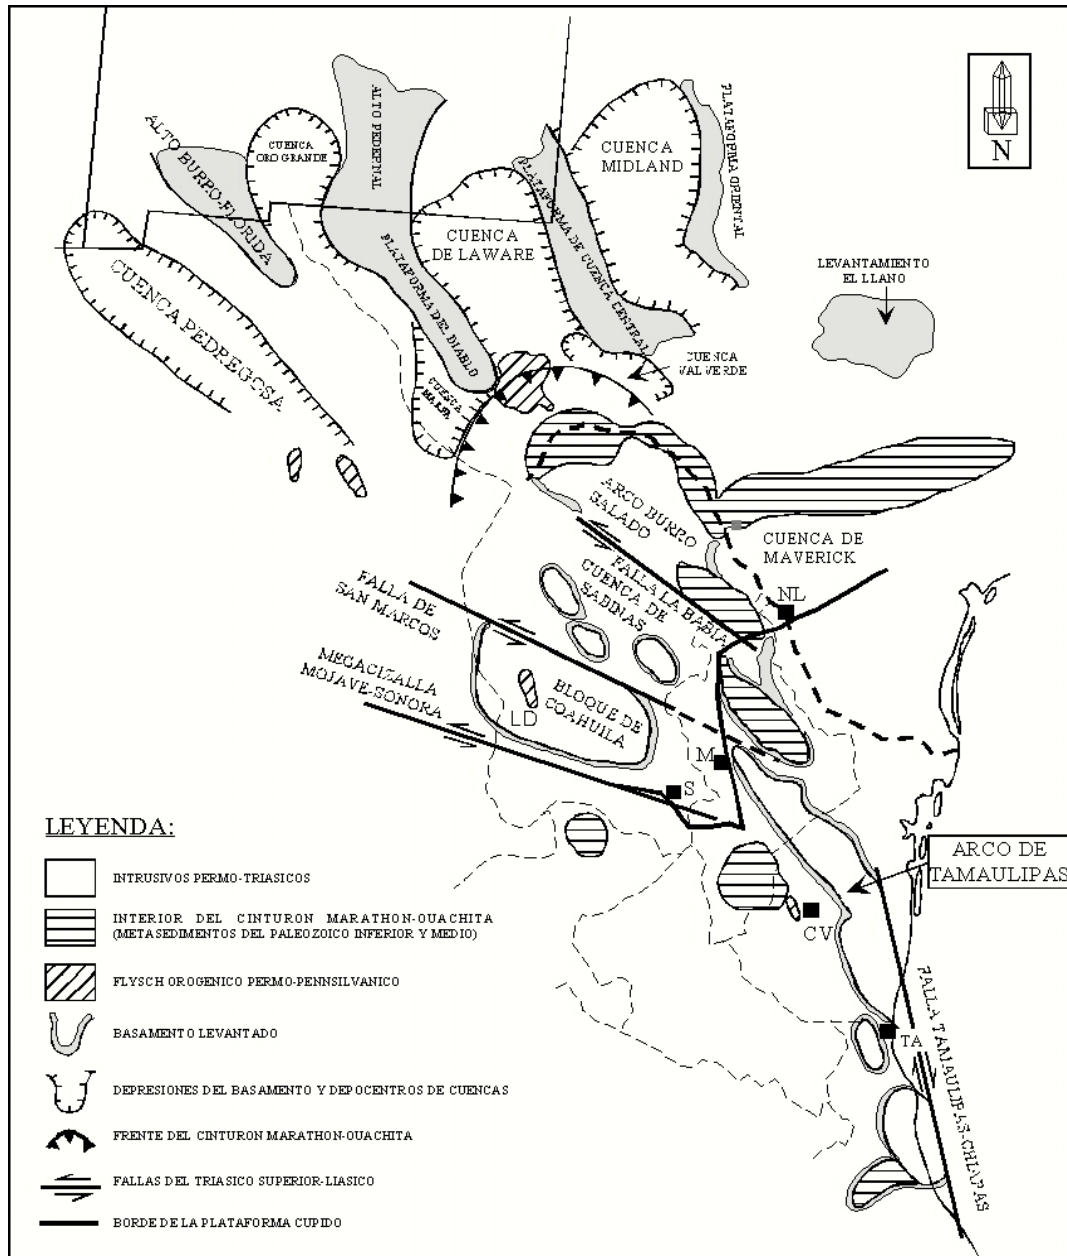 ALTO PEDERNAL
PLATAFORMA ORIENTAL
N
ALTO BURRO-FLORIDA
CUENCA
ORO GRANDE
CUENCA
MIDLAND
PLATAFORMA DE CUENCA CENTRAL
CUENCA
DE LAWARE
PLATAFORMA DEL DIABLO
CUENCA PEDREGOSA
LEVANTAMIENTO
EL LLANO
CUENCA
VALVERDE
CUENCA
MARFA
ARCO BURRO
SALADO
CUENCA DE
MAVERICK
FALLA LA BABIA
CUENCA DE
SABINAS
NL
FALLA DE
SAN MARCOS
MEGACIZALLA
MOJAVE-SONORA
BLOQUE DE
COAHUILA
LD
M
S
ARCO DE
TAMAULIPAS
CV
TA
FALLA TAMAULIPAS-CHIAPAS
LEYENDA:
INTRUSIVOS PERMO-TRIASICOS
INTERIOR DEL CINTURON MARATHON-OUACHITA
(METASEDIMENTOS DEL PALEOZOICO INFERIOR Y MEDIO)
FLYSCH OROGENICO PERMO-PENNSILVANICO
BASAMENTO LEVANTADO
DEPRESIONES DEL BASAMENTO Y DEPOCENTROS DE CUENCAS
FRENTE DEL CINTURON MARATHON-OUACHITA
FALLAS DEL TRIASICO SUPERIOR-LIASICO
BORDE DE LA PLATAFORMA CUPIDO